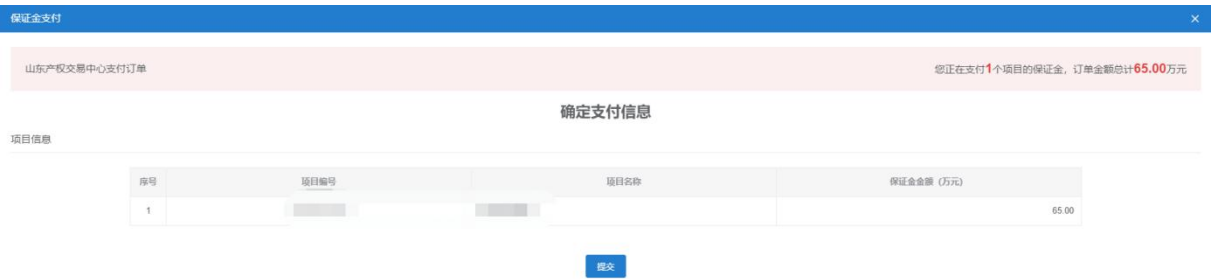 保证金支付 ×
山东产权交易中心支付订单 您正在支付1个项目的保证金，订单金额总计65.00万元
确定支付信息
项目信息
序号 项目编号 项目名称 保证金金额 (万元)
1 65.00
提交